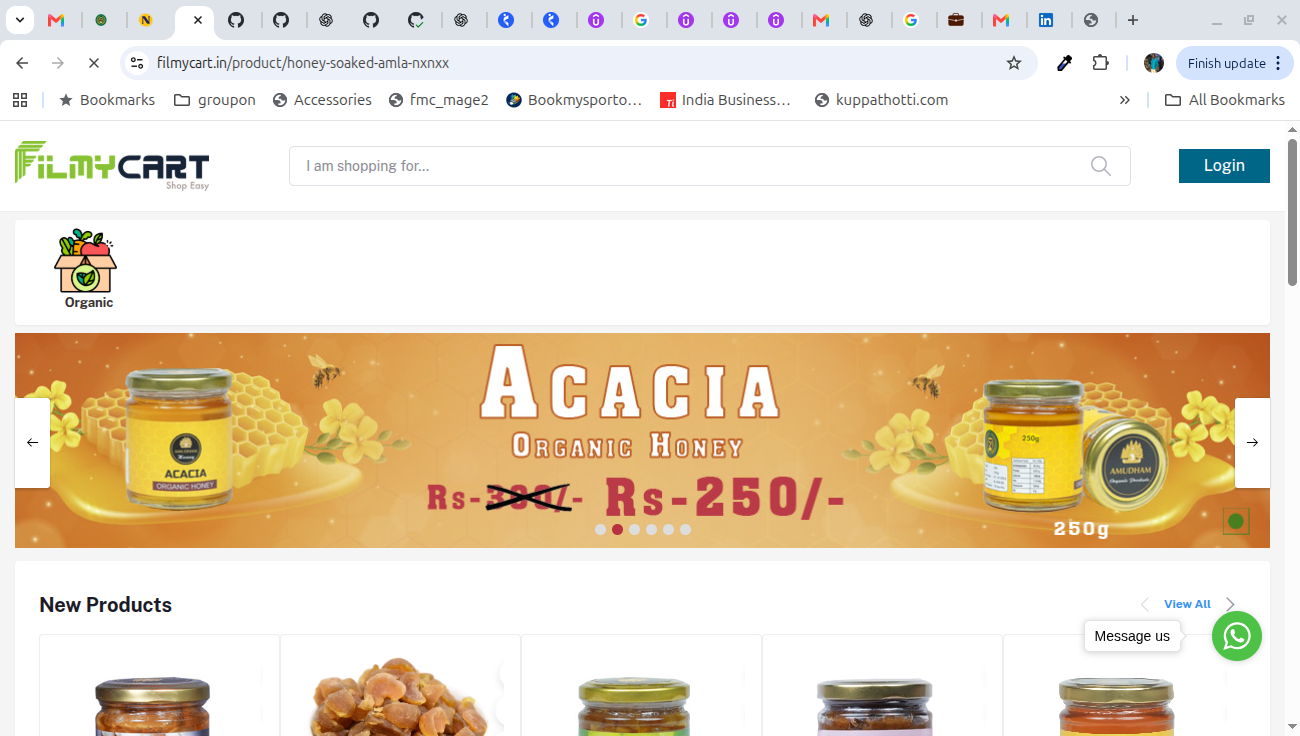 Finish update
filmycart.in/product/honey-soaked-amla-nxnxx
Bookmarks
groupon
Accessories
fmc_mage2
Bookmysporto…
India Business…
kuppathotti.com
All Bookmarks
FILMYCART
Shop Easy
I am shopping for...
Login
Organic
ACACIA
ORGANIC HONEY
Rs-300/- Rs-250/-
ACACIA
ORGANIC HONEY
250g
AMUDHAM
250g
New Products
View All
Message us